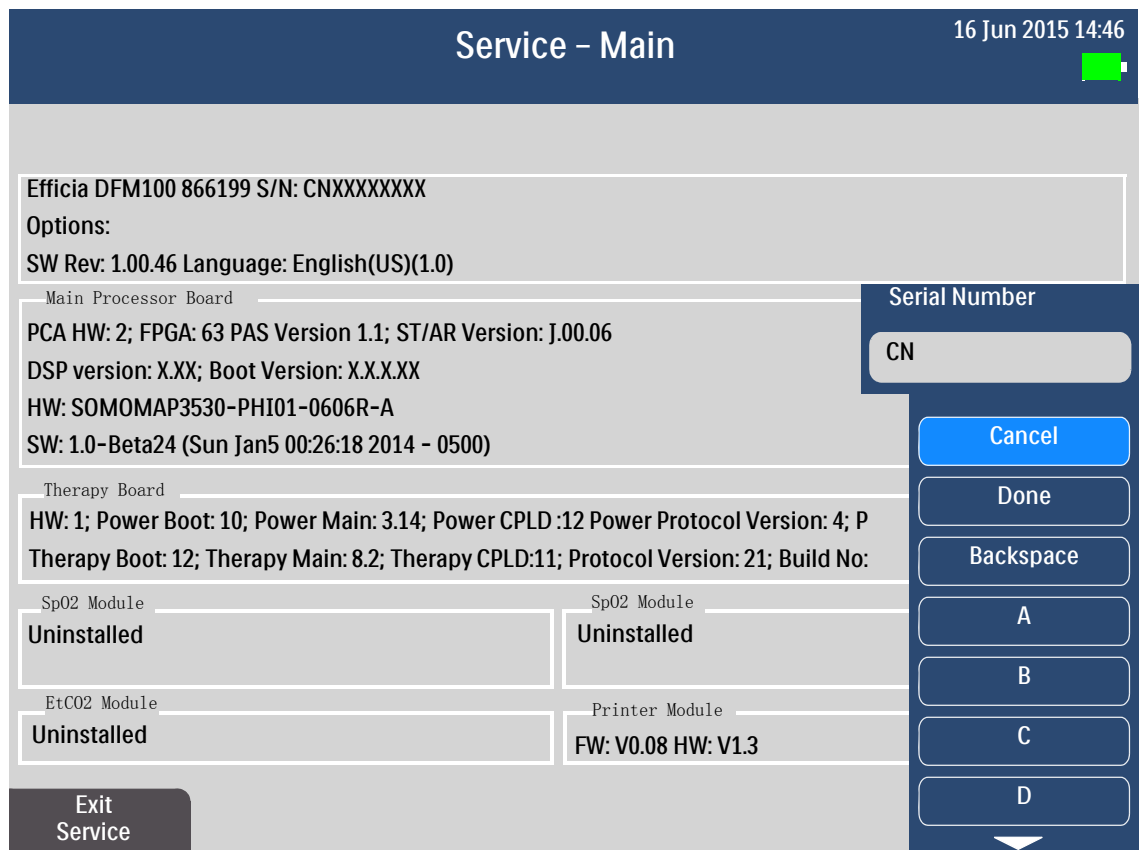 Service – Main
16 Jun 2015 14:46
Efficia DFM100 866199 S/N: CNXXXXXXXX
Options:
SW Rev: 1.00.46 Language: English(US)(1.0)
Main Processor Board
PCA HW: 2; FPGA: 63 PAS Version 1.1; ST/AR Version: J.00.06
DSP version: X.XX; Boot Version: X.X.X.XX
HW: SOMOMAP3530-PHI01-0606R-A
SW: 1.0-Beta24 (Sun Jan5 00:26:18 2014 - 0500)
Therapy Board
HW: 1; Power Boot: 10; Power Main: 3.14; Power CPLD :12 Power Protocol Version: 4; P
Therapy Boot: 12; Therapy Main: 8.2; Therapy CPLD:11; Protocol Version: 21; Build No:
SpO2 Module
Uninstalled
SpO2 Module
Uninstalled
EtCO2 Module
Uninstalled
Printer Module
FW: V0.08 HW: V1.3
Serial Number
CN
Cancel
Done
Backspace
A
B
C
D
Exit
Service